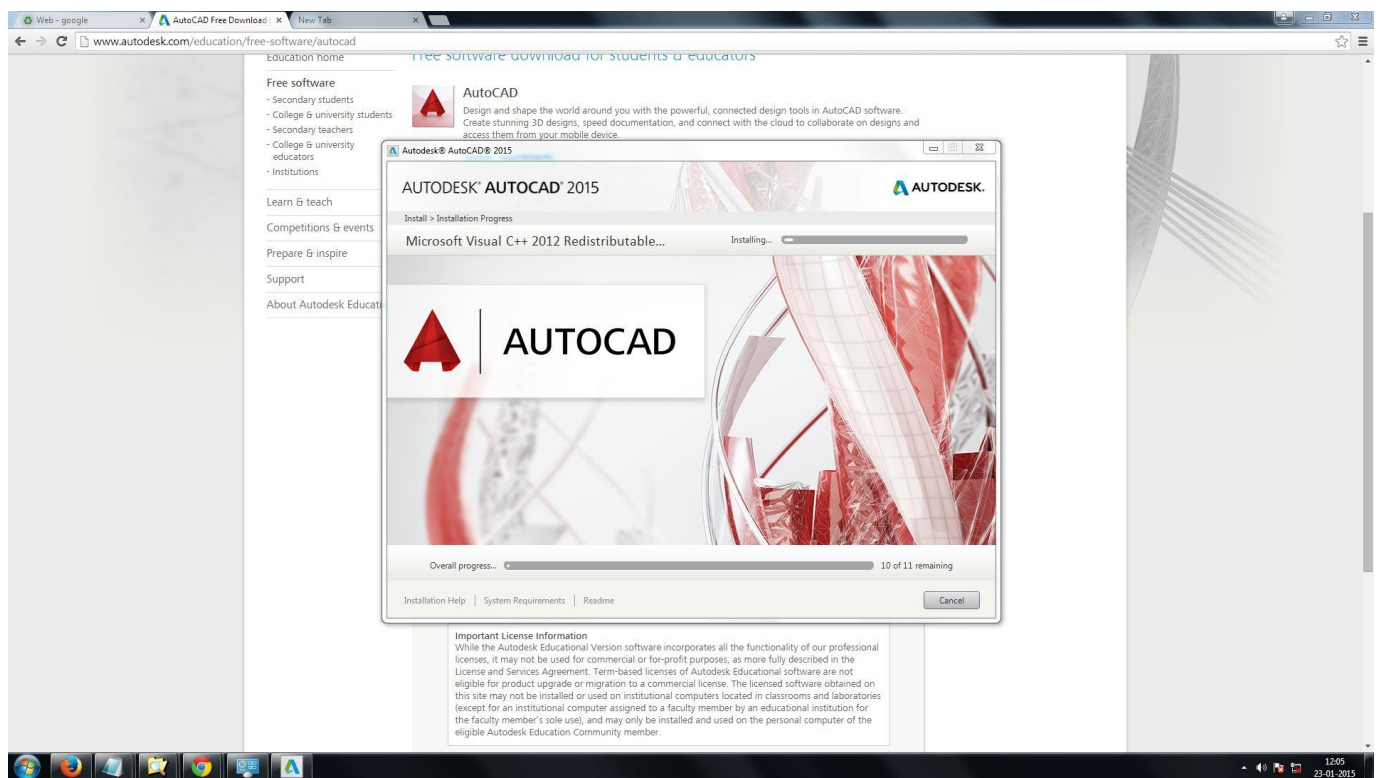 Web - google
AutoCAD Free Download
New Tab
www.autodesk.com/education/free-software/autocad
Education home
Free software download for students & educators
Free software
- Secondary students
- College & university students
- Secondary teachers
- College & university
educators
- Institutions
Learn & teach
Competitions & events
Prepare & inspire
Support
About Autodesk Educati
AutoCAD
Design and shape the world around you with the powerful, connected design tools in AutoCAD software.
Create stunning 3D designs, speed documentation, and connect with the cloud to collaborate on designs and
access them from your mobile device.
Autodesk® AutoCAD® 2015
AUTODESK® AUTOCAD® 2015
AUTODESK.
Install > Installation Progress
Microsoft Visual C++ 2012 Redistributable...
Installing...
AUTOCAD
Overall progress...
10 of 11 remaining
Installation Help | System Requirements | Readme
Cancel
Important License Information
While the Autodesk Educational Version software incorporates all the functionality of our professional
licenses, it may not be used for commercial or for-profit purposes, as more fully described in the
License and Services Agreement. Term-based licenses of Autodesk Educational software are not
eligible for product upgrade or migration to a commercial license. The licensed software obtained on
this site may not be installed or used on institutional computers located in classrooms and laboratories
(except for an institutional computer assigned to a faculty member by an educational institution for
the faculty member's sole use), and may only be installed and used on the personal computer of the
eligible Autodesk Education Community member.
12:05
23-01-2015